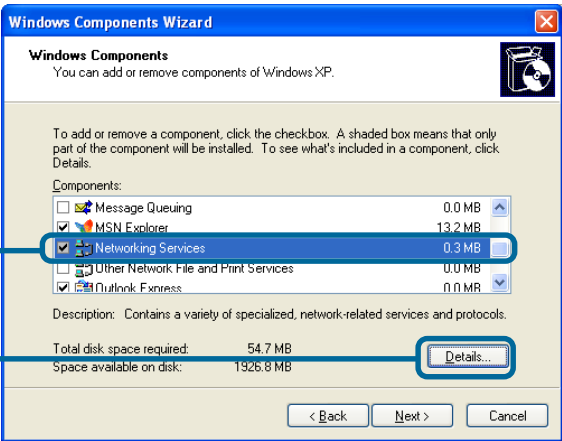 Windows Components Wizard
Windows Components
You can add or remove components of Windows XP.
To add or remove a component, click the checkbox. A shaded box means that only
part of the component will be installed. To see what's included in a component, click
Details.
Components:
Message Queuing 0.0 MB
MSN Explorer 13.2 MB
Networking Services 0.3 MB
Other Network File and Print Services 0.0 MB
Outlook Express 0.0 MB
Description: Contains a variety of specialized, network-related services and protocols.
Total disk space required: 54.7 MB
Space available on disk: 1926.8 MB
Details...
< Back
Next >
Cancel